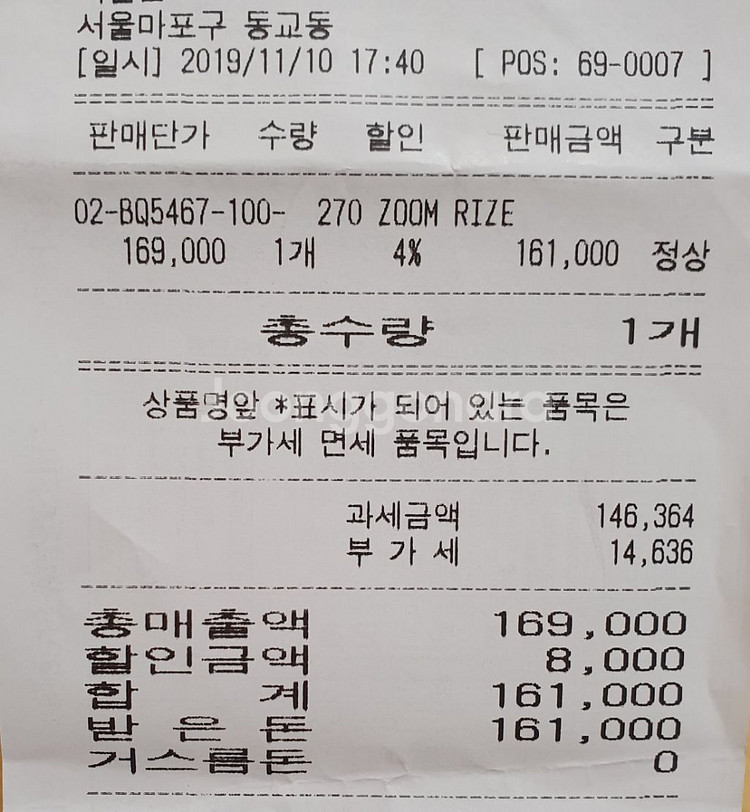 서울마포구 동교동
[일시] 2019/11/10 17:40 [ POS: 69-0007 ]
판매단가 수량 할인 판매금액 구분
02-BQ5467-100- 270 ZOOM RIZE
169,000 1개 4% 161,000 정상
총수량 1개
상품명앞 *표시가 되어 있는 품목은
부가세 면세 품목입니다.
과세금액 146,364
부 가 세 14,636
총매출액 169,000
할인금액 8,000
합 계 161,000
받 은 돈 161,000
거스름돈 0